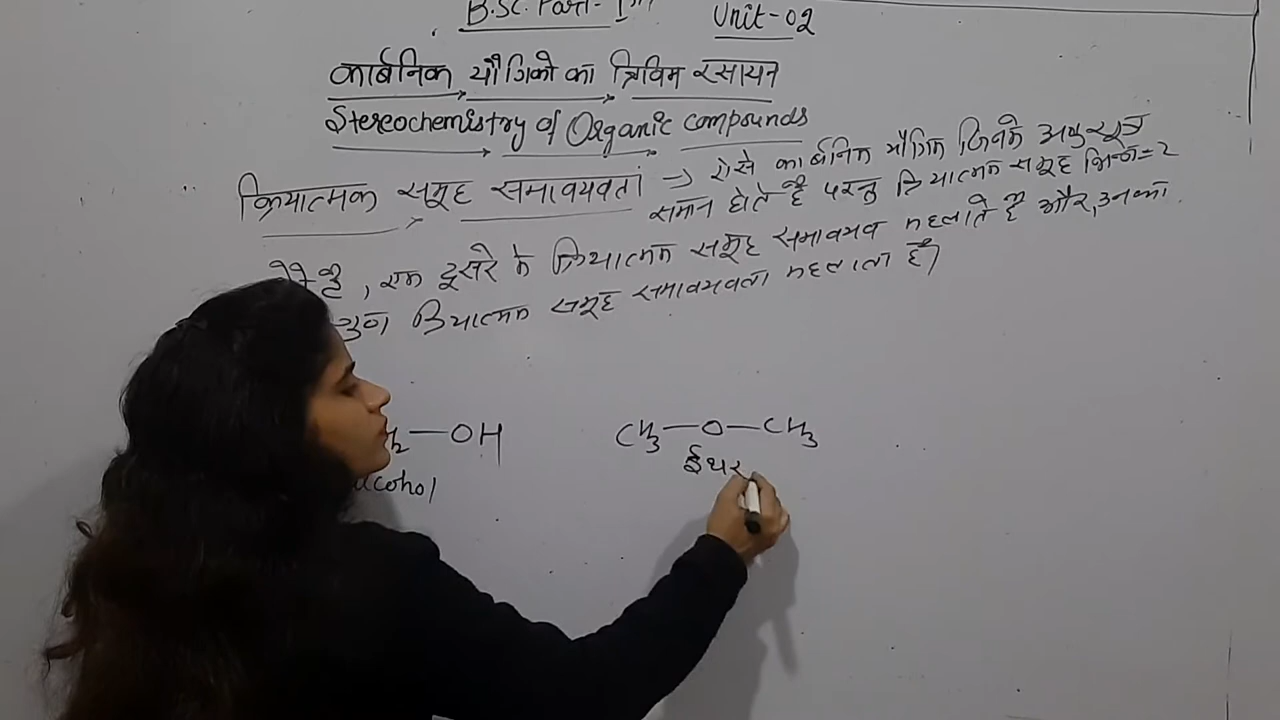 B.Sc. Part-Ist Unit-02
कार्बनिक यौगिको का त्रिविम रसायन
Stereochemistry of Organic compounds
क्रियात्मक समूह समावयवता → ऐसे कार्बनिक यौगिक जिनके अणुसूत्र
समान होते हैं परन्तु क्रियात्मक समूह भिन्न=2
होते हैं, एक दूसरे के क्रियात्मक समूह समावयव कहलाते हैं और, उनका
गुण क्रियात्मक समूह समावयवता कहलाता है।
—OH CH3—O—CH3
alcohol ईथर